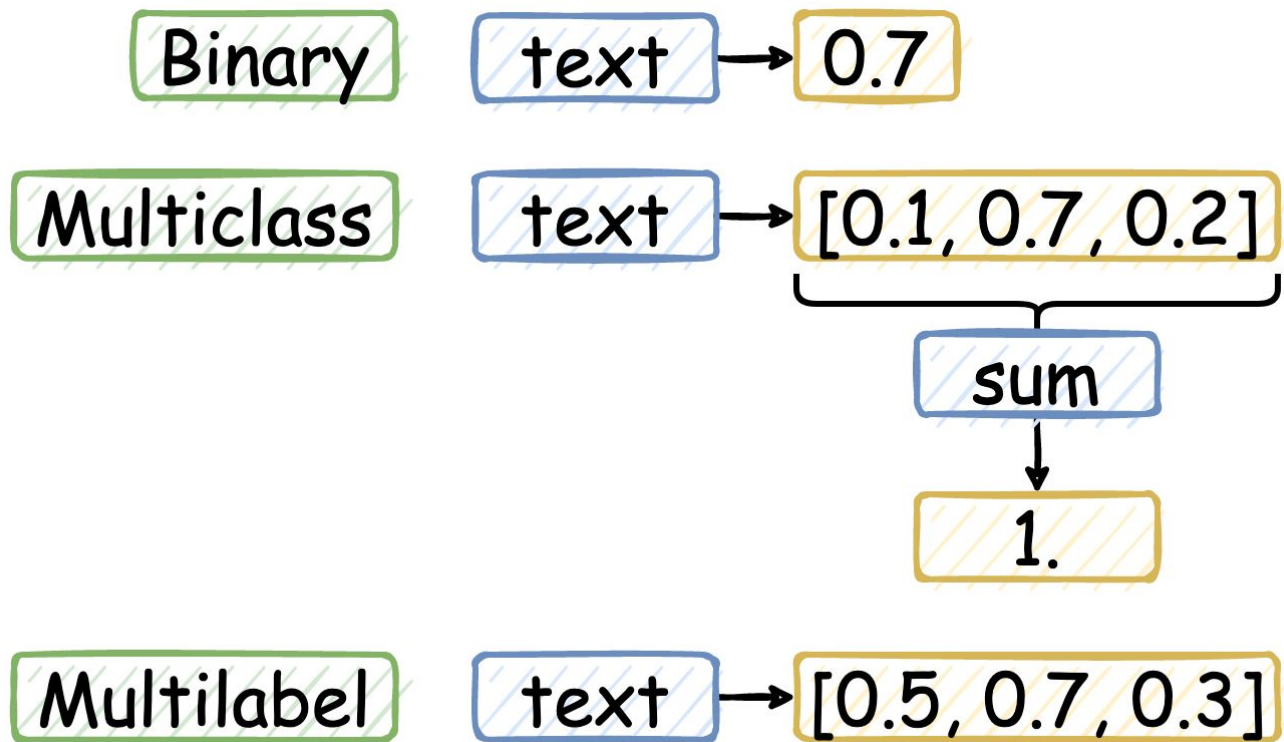 Binary text 0.7
Multiclass text [0.1, 0.7, 0.2]
sum
1.
Multilabel text [0.5, 0.7, 0.3]